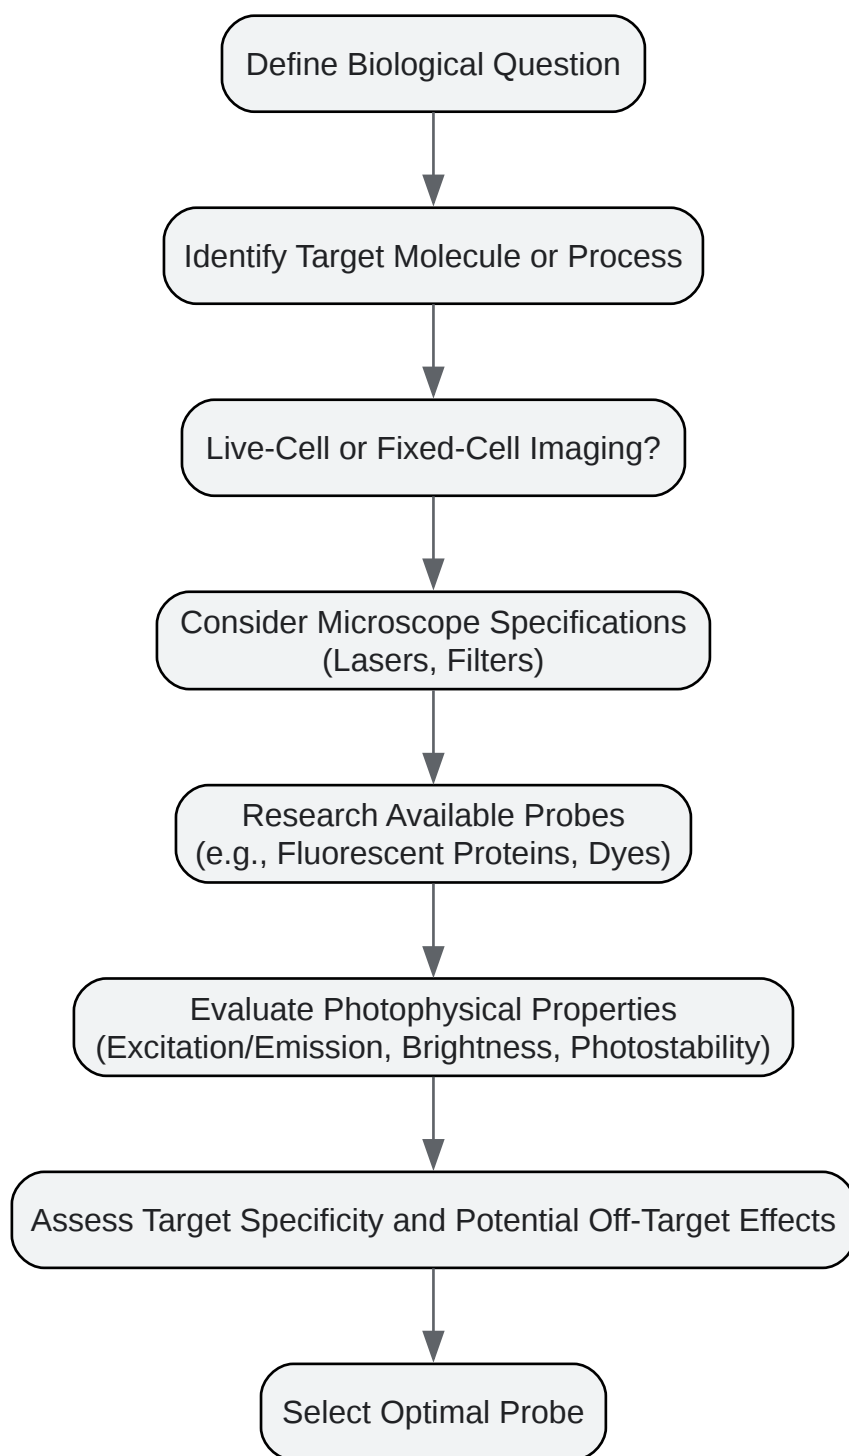 Define Biological Question
Identify Target Molecule or Process
Live-Cell or Fixed-Cell Imaging?
Consider Microscope Specifications
(Lasers, Filters)
Research Available Probes
(e.g., Fluorescent Proteins, Dyes)
Evaluate Photophysical Properties
(Excitation/Emission, Brightness, Photostability)
Assess Target Specificity and Potential Off-Target Effects
Select Optimal Probe